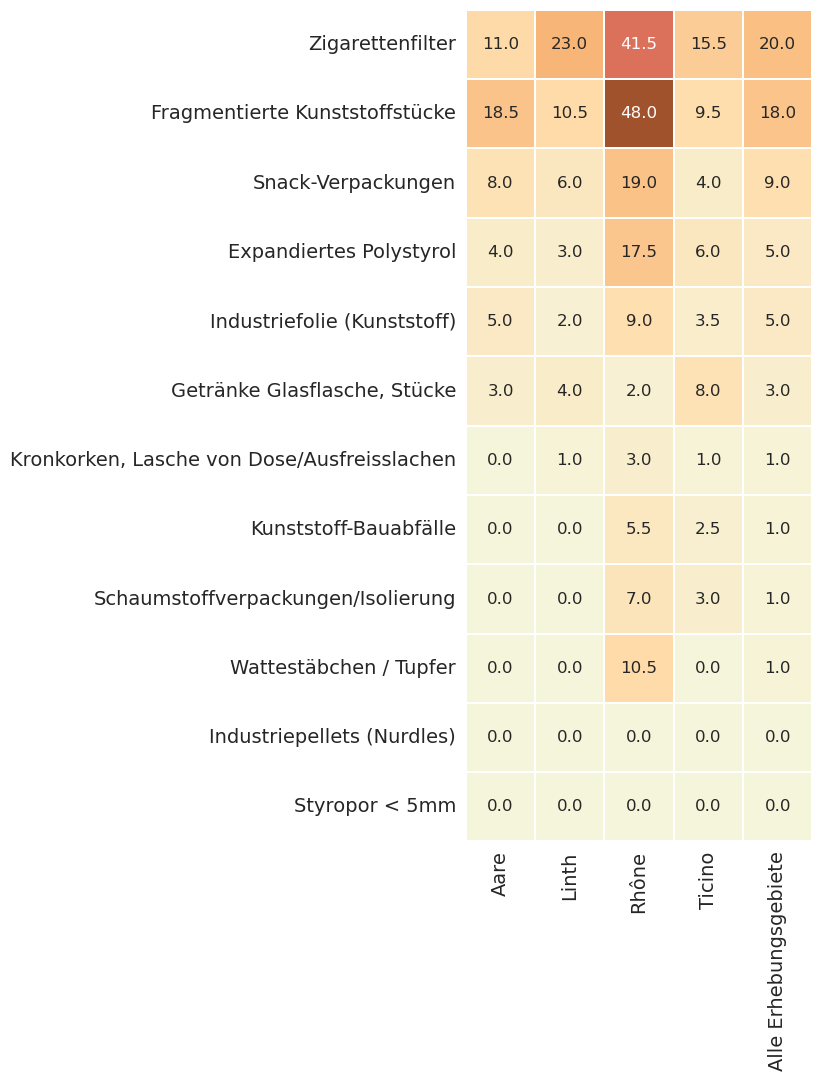 Zigarettenfilter 11.0 23.0 41.5 15.5 20.0
Fragmentierte Kunststoffstücke 18.5 10.5 48.0 9.5 18.0
Snack-Verpackungen 8.0 6.0 19.0 4.0 9.0
Expandiertes Polystyrol 4.0 3.0 17.5 6.0 5.0
Industriefolie (Kunststoff) 5.0 2.0 9.0 3.5 5.0
Getränke Glasflasche, Stücke 3.0 4.0 2.0 8.0 3.0
Kronkorken, Lasche von Dose/Ausfreisslachen 0.0 1.0 3.0 1.0 1.0
Kunststoff-Bauabfälle 0.0 0.0 5.5 2.5 1.0
Schaumstoffverpackungen/Isolierung 0.0 0.0 7.0 3.0 1.0
Wattestäbchen / Tupfer 0.0 0.0 10.5 0.0 1.0
Industriepellets (Nurdles) 0.0 0.0 0.0 0.0 0.0
Styropor < 5mm 0.0 0.0 0.0 0.0 0.0
Aare
Linth
Rhône
Ticino
Alle Erhebungsgebiete